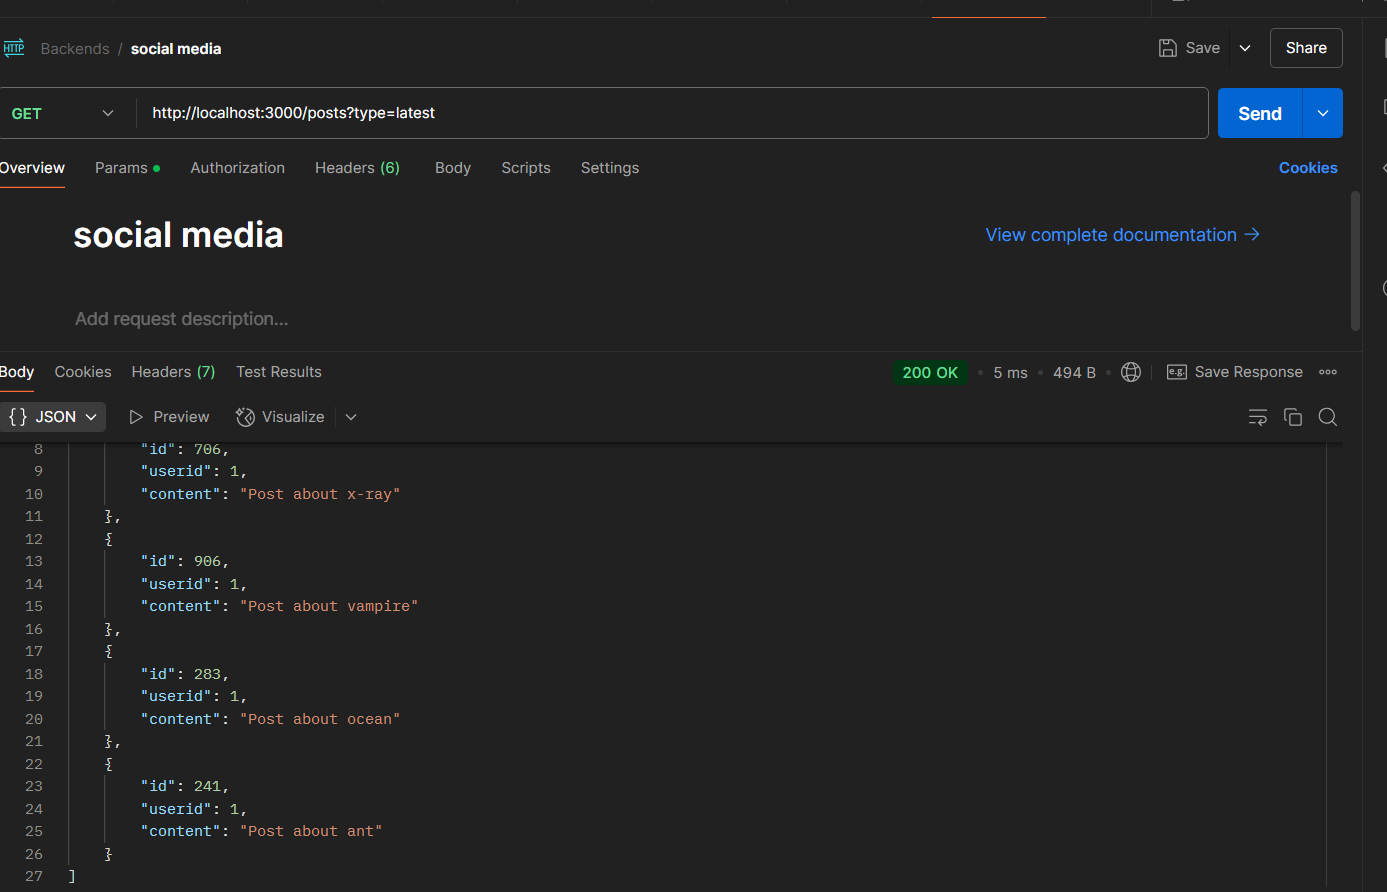 HTTP Backends / social media Save Share
GET http://localhost:3000/posts?type=latest Send
Overview Params Authorization Headers (6) Body Scripts Settings Cookies
social media View complete documentation →
Add request description...
Body Cookies Headers (7) Test Results 200 OK • 5 ms • 494 B • e.g. Save Response
{} JSON Preview Visualize
8 "id": 706,
9 "userid": 1,
10 "content": "Post about x-ray"
11 },
12 {
13 "id": 906,
14 "userid": 1,
15 "content": "Post about vampire"
16 },
17 {
18 "id": 283,
19 "userid": 1,
20 "content": "Post about ocean"
21 },
22 {
23 "id": 241,
24 "userid": 1,
25 "content": "Post about ant"
26 }
27 ]